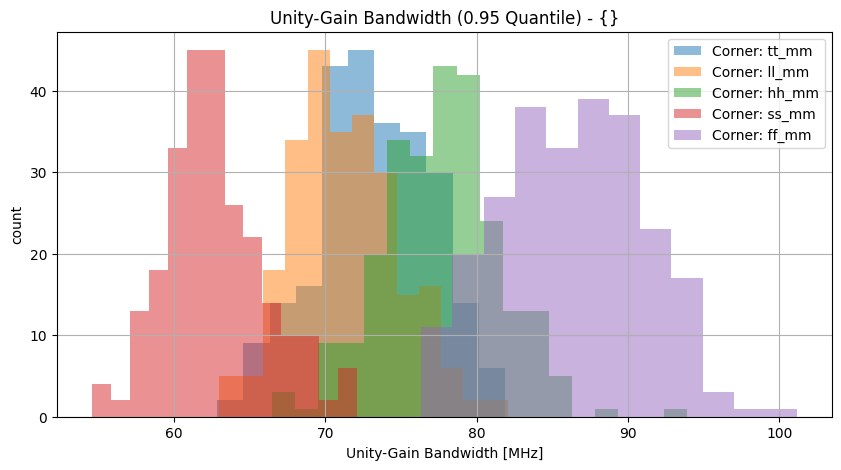 Unity-Gain Bandwidth (0.95 Quantile) - {}
Corner: tt_mm
Corner: ll_mm
Corner: hh_mm
Corner: ss_mm
Corner: ff_mm
count
40
30
20
10
0
60 70 80 90 100
Unity-Gain Bandwidth [MHz]